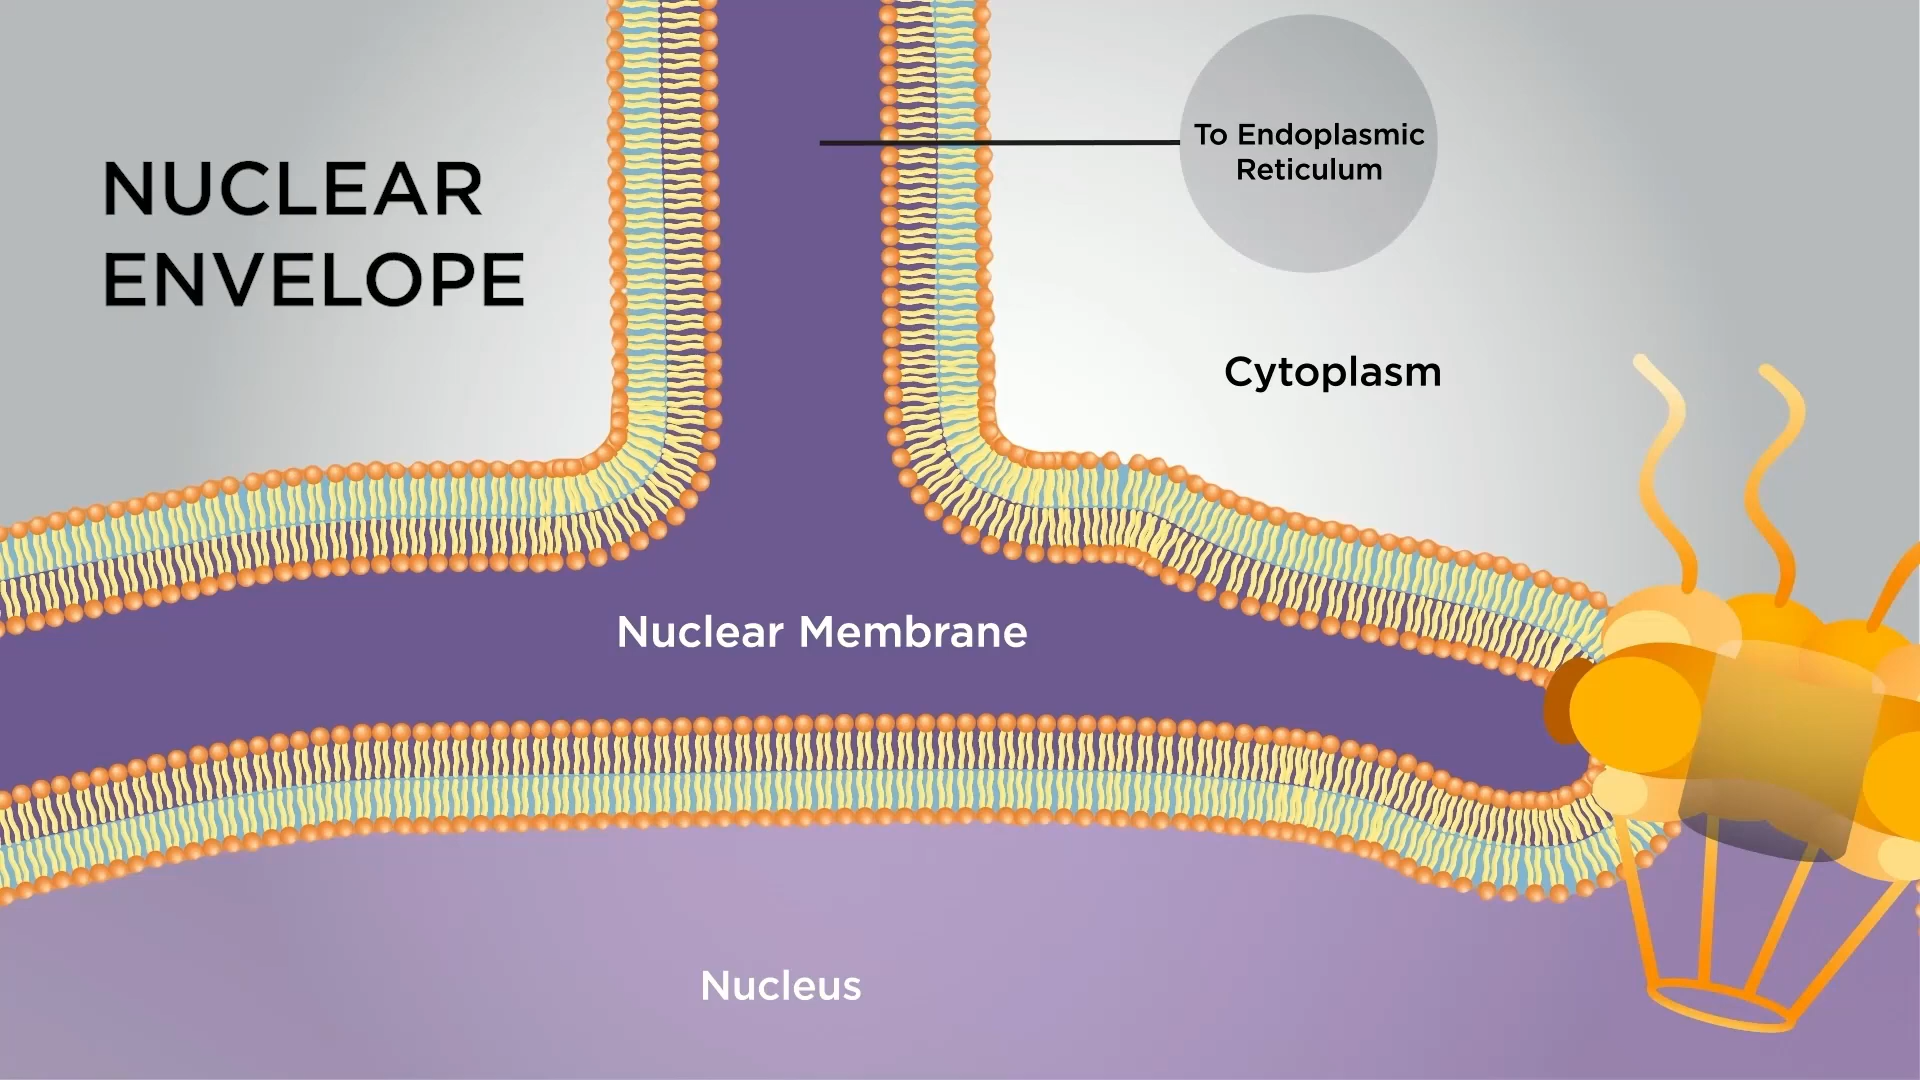 NUCLEAR
ENVELOPE
To Endoplasmic
Reticulum
Cytoplasm
Nuclear Membrane
Nucleus